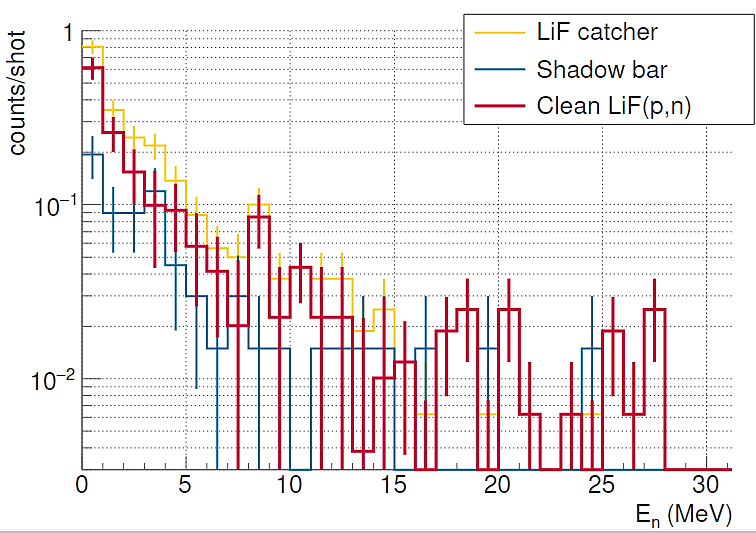 counts/shot
1
10⁻¹
10⁻²
LiF catcher
Shadow bar
Clean LiF(p,n)
0 5 10 15 20 25 30
Eₙ (MeV)